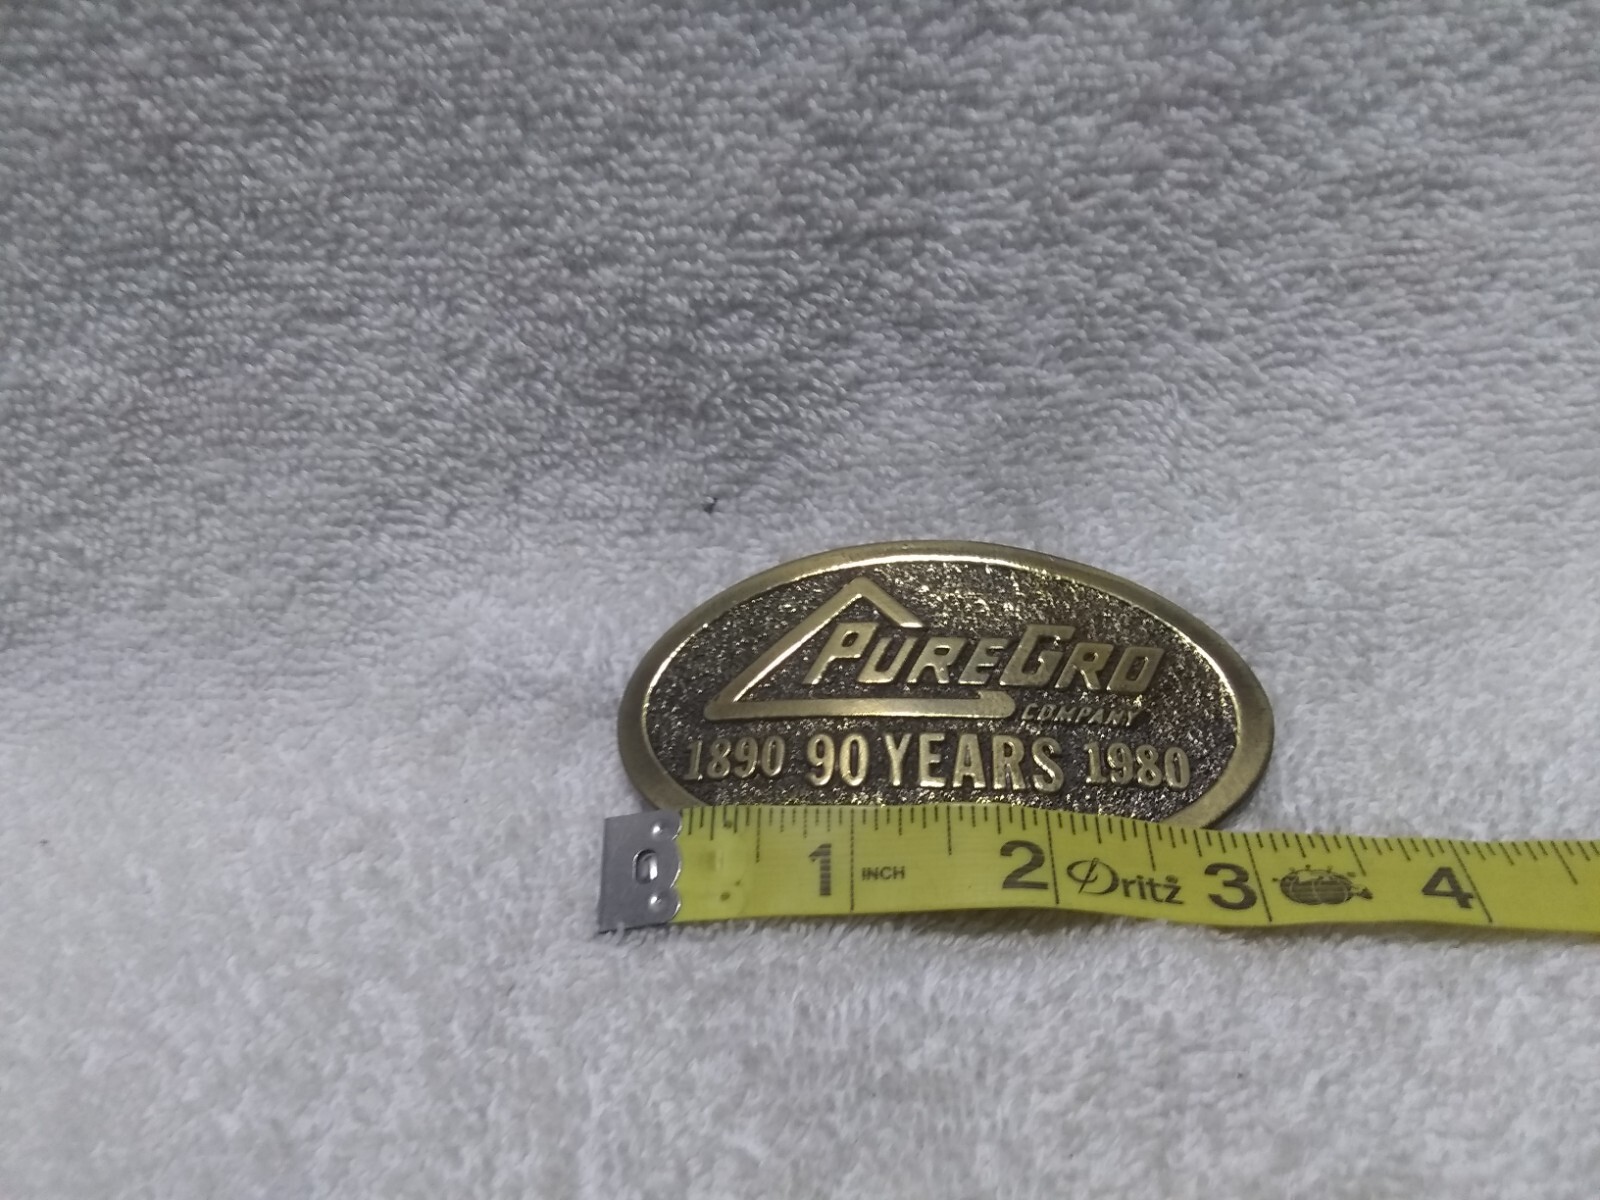 PUREGRO
COMPANY
1890 90 YEARS 1980
1 INCH 2 Dritz 3 4